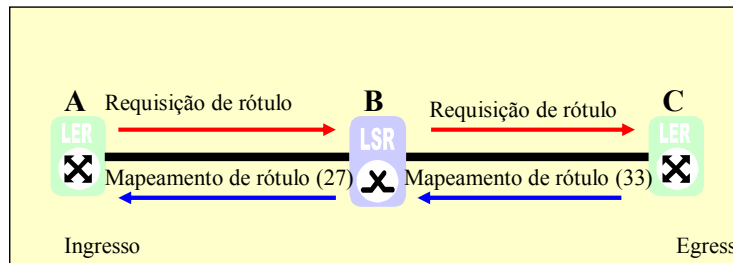 A Requisição de rótulo B Requisição de rótulo C
LER LSR LER
Mapeamento de rótulo (27) Mapeamento de rótulo (33)
Ingresso Egress